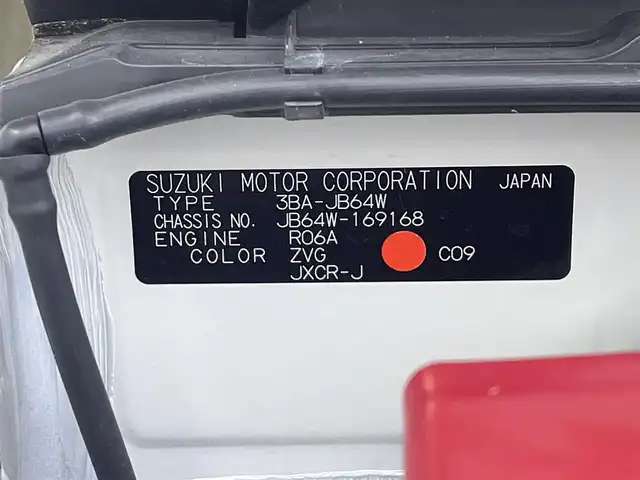 SUZUKI MOTOR CORPORATION JAPAN
TYPE 3BA-JB64W
CHASSIS NO. JB64W-169168
ENGINE R06A
COLOR ZVG C09
JXCR-J